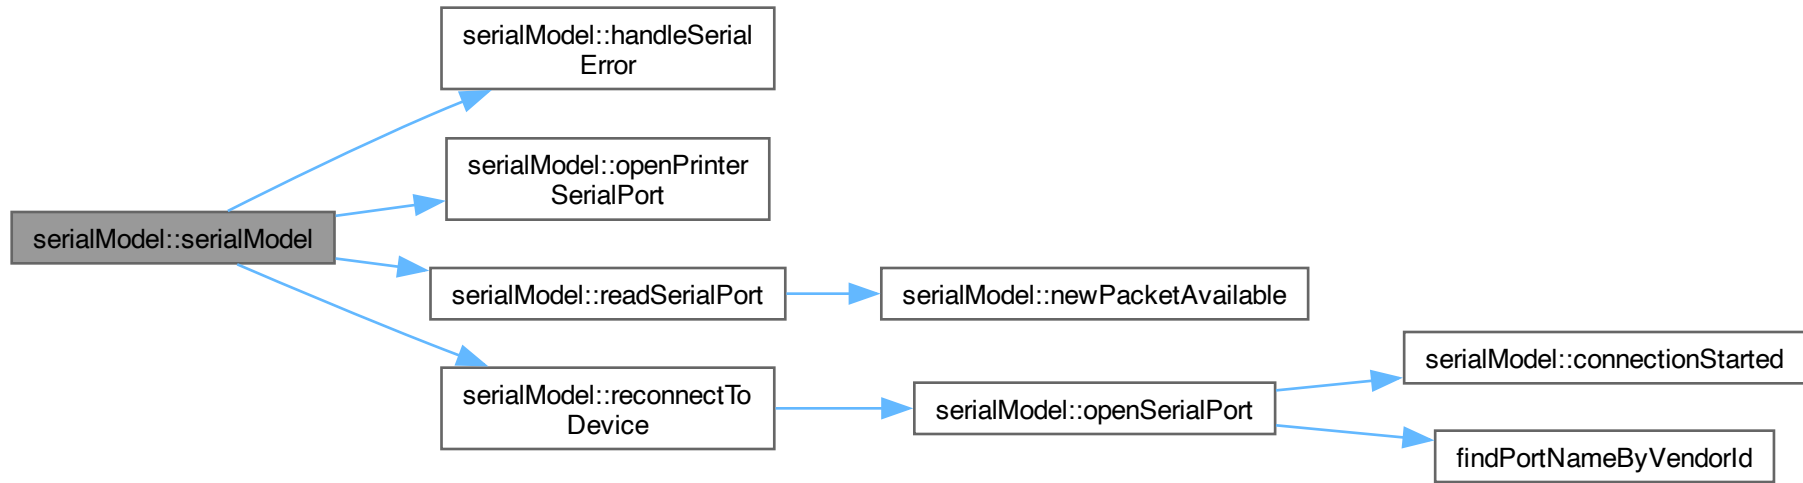 serialModel::serialModel
serialModel::handleSerial
Error
serialModel::openPrinter
SerialPort
serialModel::readSerialPort
serialModel::newPacketAvailable
serialModel::reconnectTo
Device
serialModel::openSerialPort
serialModel::connectionStarted
findPortNameByVendorId